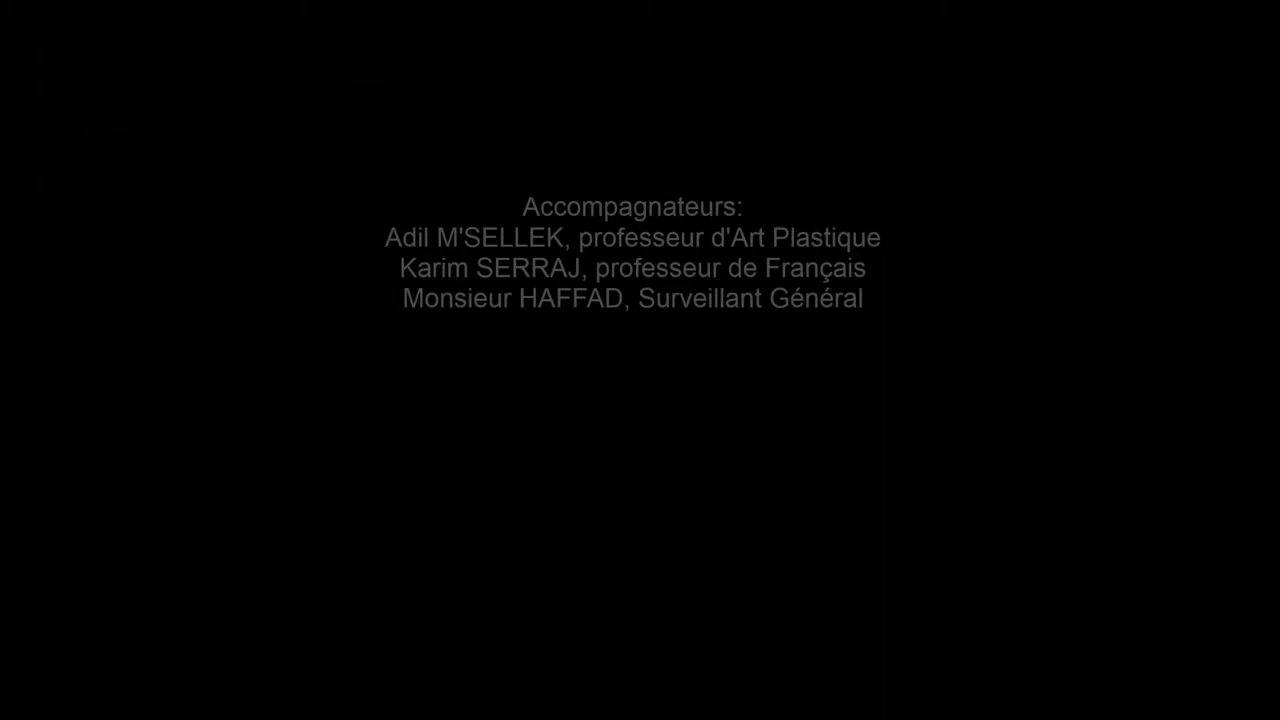 Accompagnateurs:
Adil M'SELLEK, professeur d'Art Plastique
Karim SERRAJ, professeur de Français
Monsieur HAFFAD, Surveillant Général